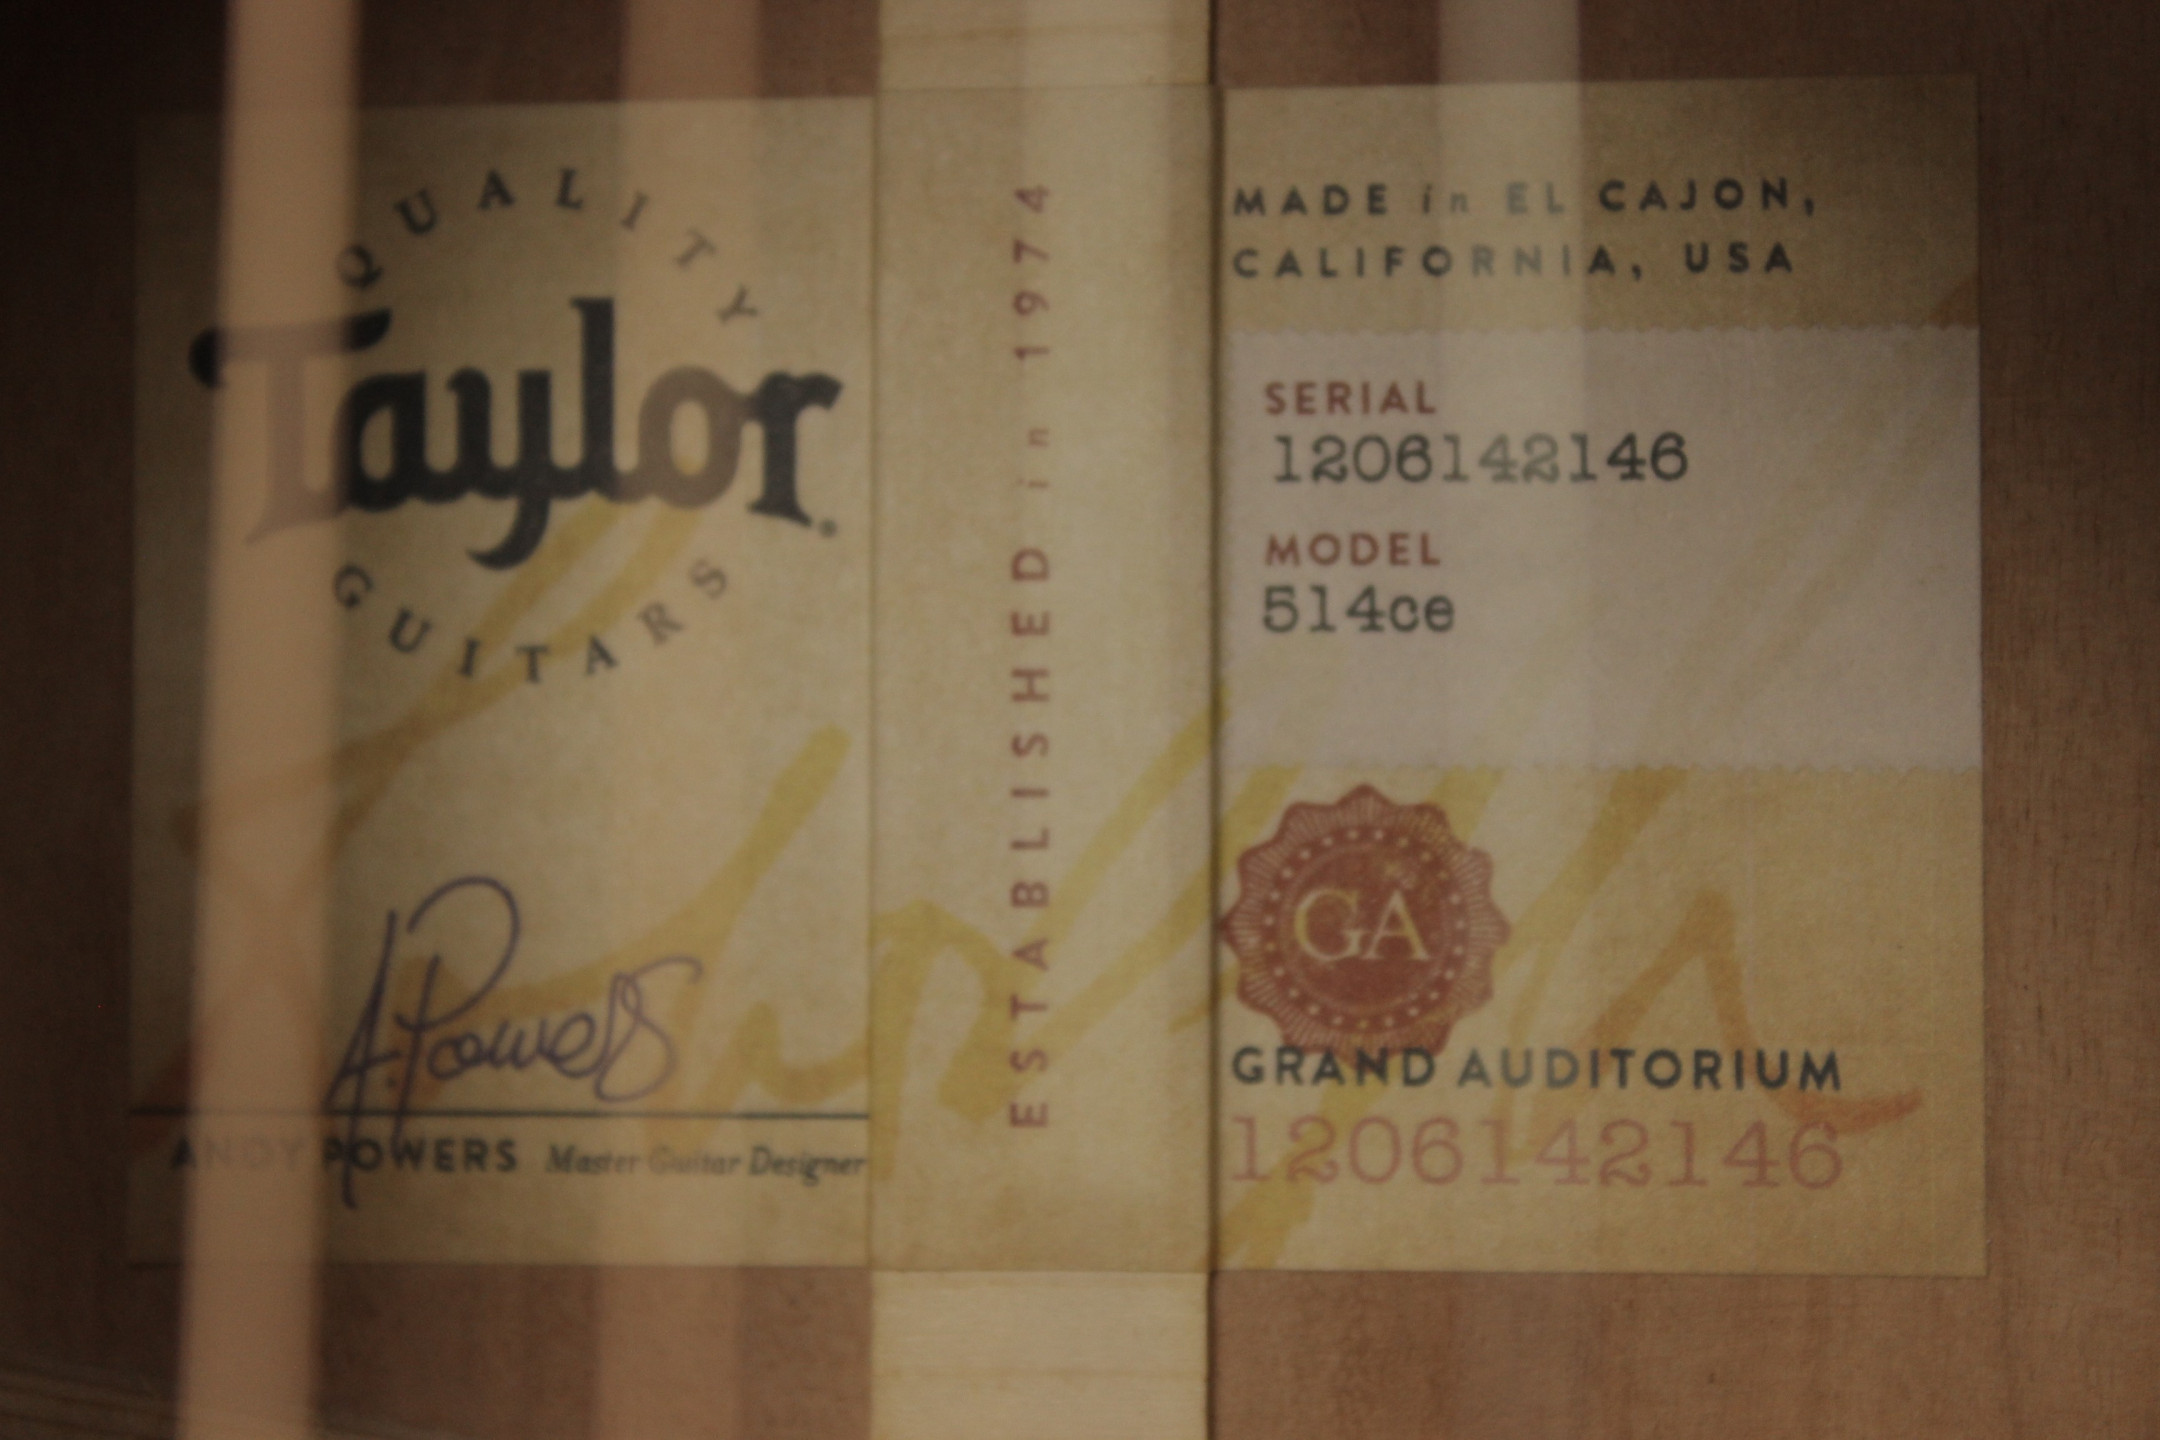 QUALITY
Taylor
GUITARS
A. Powers
ANDY POWERS Master Guitar Designer
ESTABLISHED in 1974
MADE in EL CAJON,
CALIFORNIA, USA
SERIAL
1206142146
MODEL
514ce
GA
GRAND AUDITORIUM
1206142146